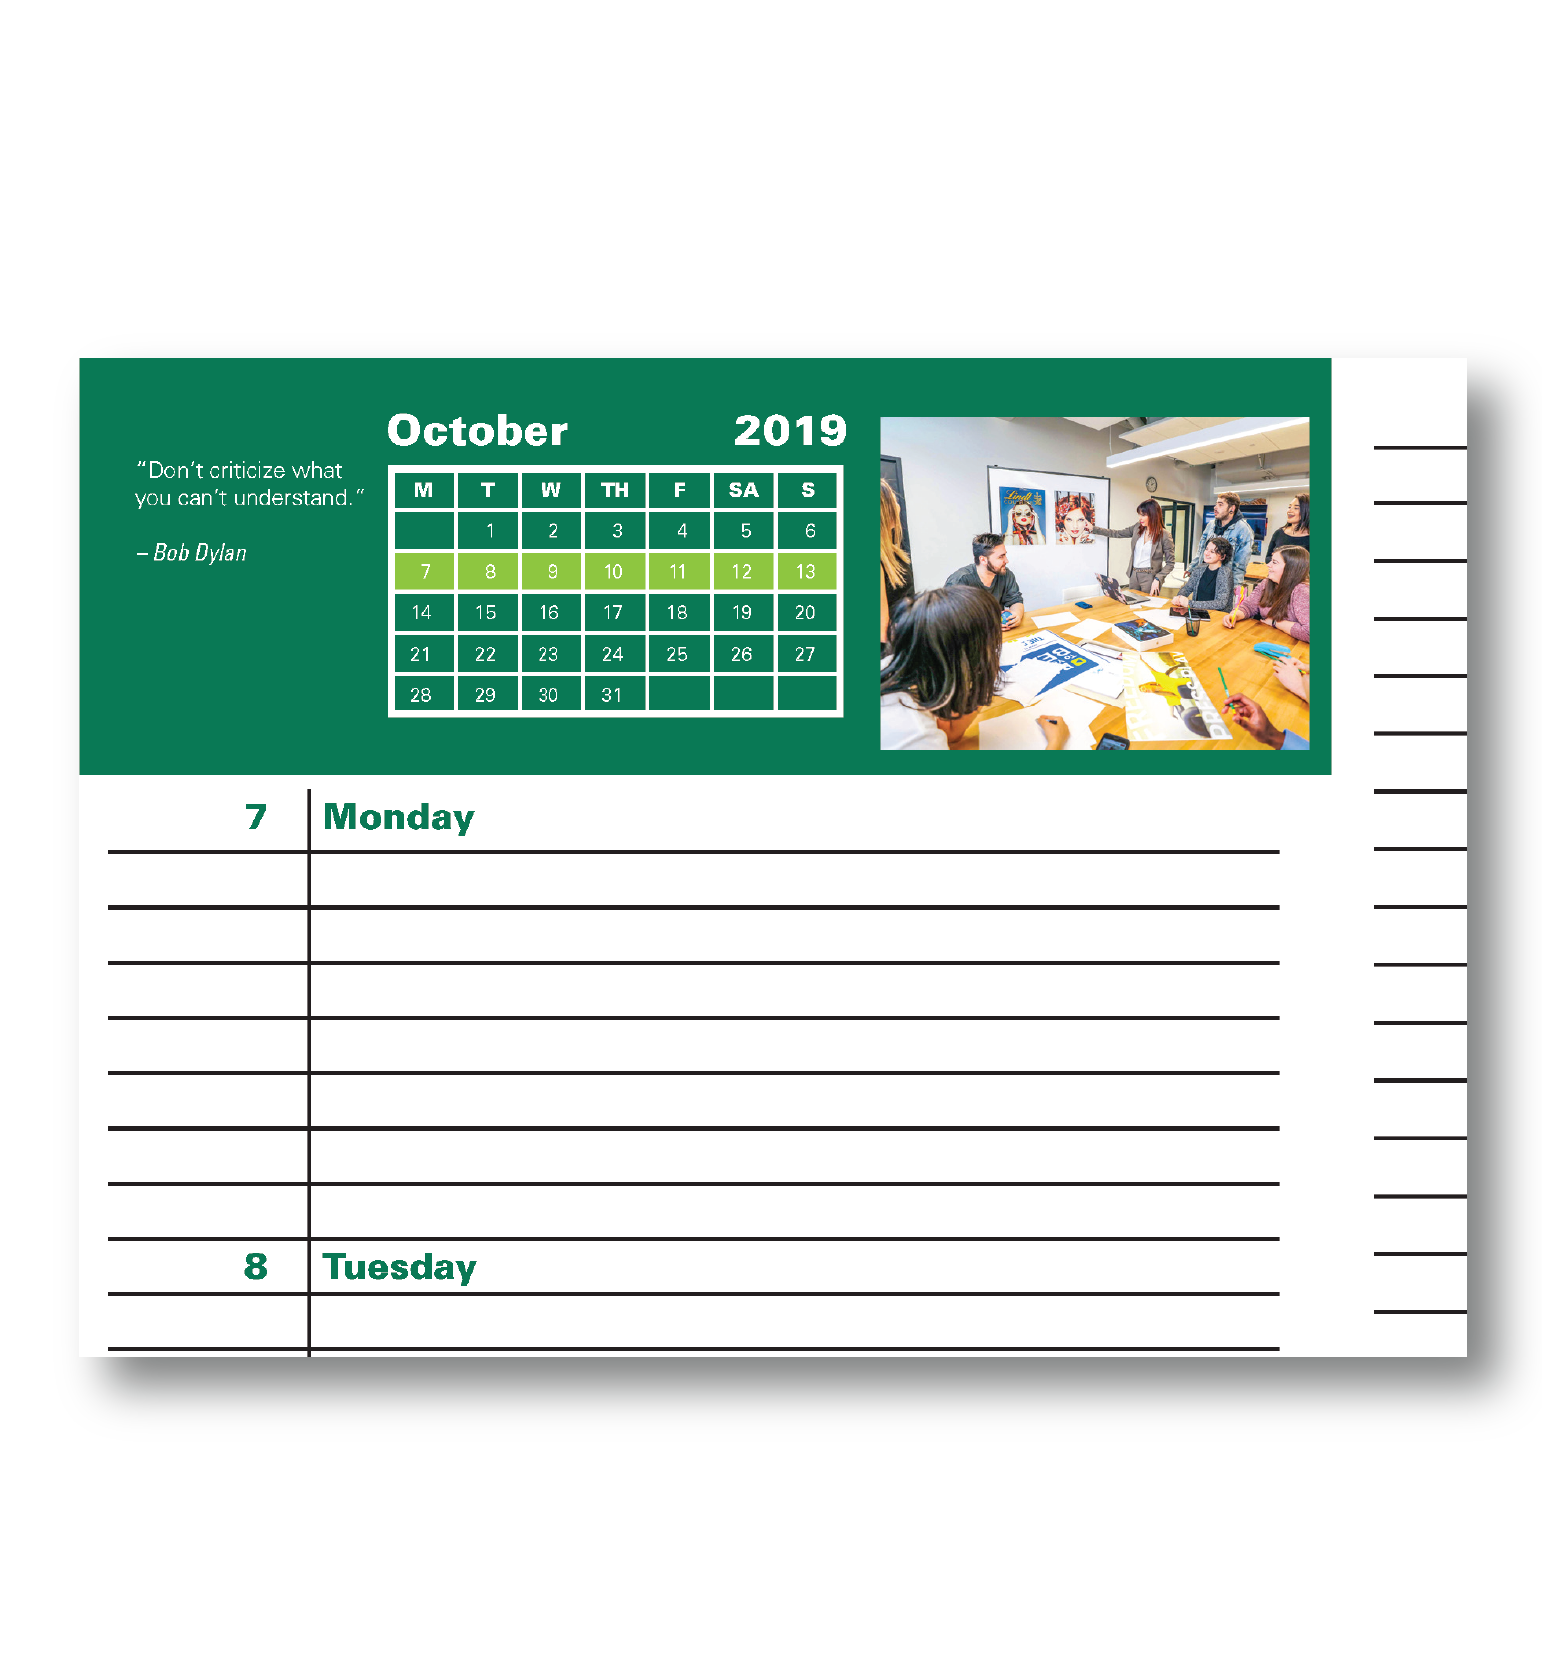 “Don’t criticize what
you can’t understand.”
– Bob Dylan
October 2019
M T W TH F SA S
1 2 3 4 5 6
7 8 9 10 11 12 13
14 15 16 17 18 19 20
21 22 23 24 25 26 27
28 29 30 31
Lindt
7 Monday
8 Tuesday